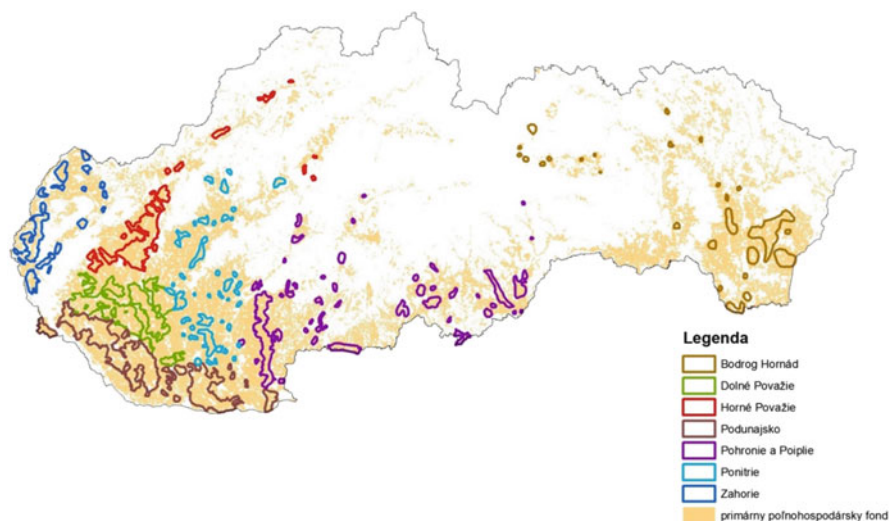 Legenda
Bodrog Hornád
Dolné Považie
Horné Považie
Podunajsko
Pohronie a Poiplie
Ponitrie
Zahorie
primárny poľnohospodársky fond